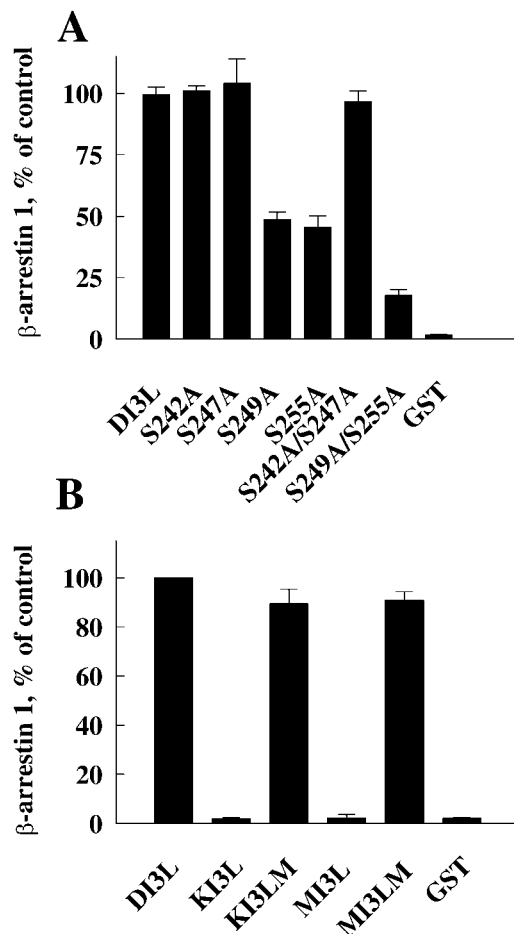 A
β-arrestin 1, % of control
100
75
50
25
0
DI3L
S242A
S247A
S249A
S255A
S242A/S247A
S249A/S255A
GST
B
β-arrestin 1, % of control
100
80
60
40
20
0
DI3L
KI3L
KI3LM
MI3L
MI3LM
GST